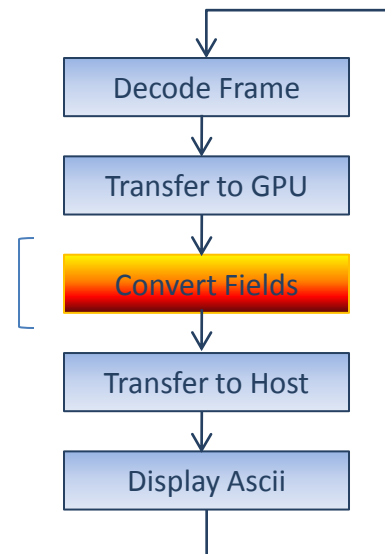 Decode Frame
Transfer to GPU
Convert Fields
Transfer to Host
Display Ascii